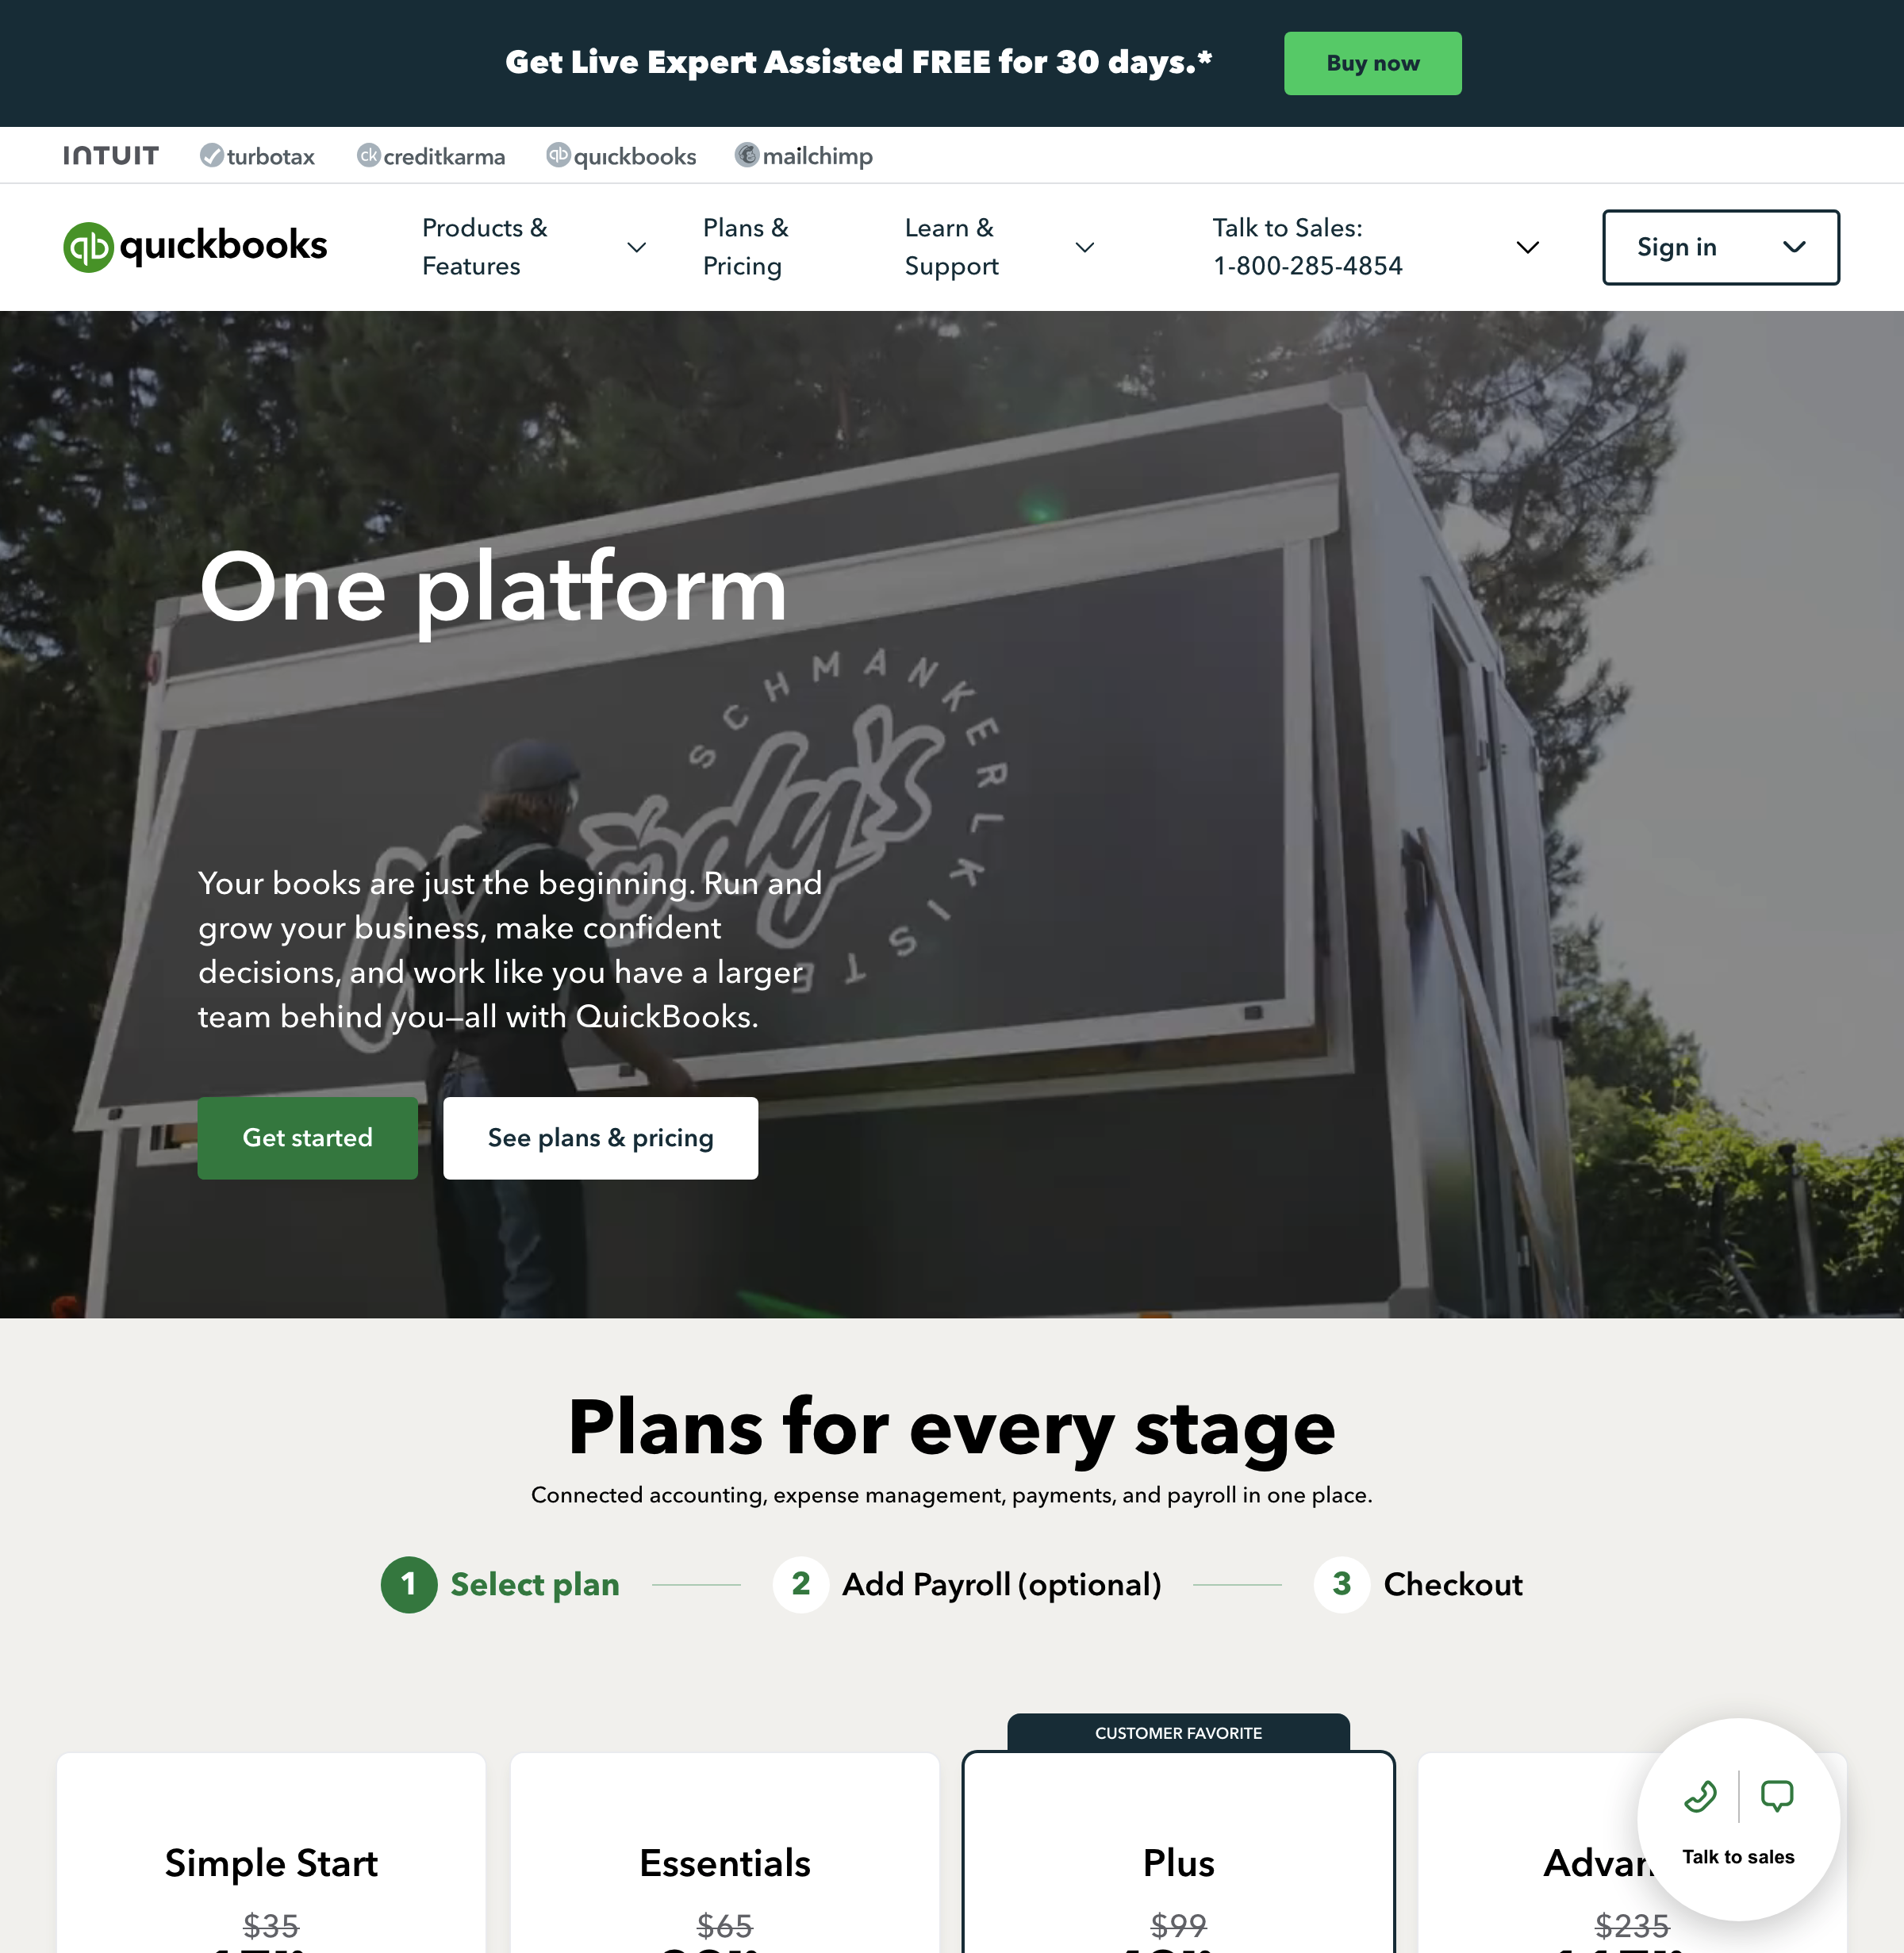 Get Live Expert Assisted FREE for 30 days.*
Buy now
INTUIT
turbotax
ck creditkarma
qb quickbooks
mailchimp
qb quickbooks
Products &
Features
Plans &
Pricing
Learn &
Support
Talk to Sales:
1-800-285-4854
Sign in
One platform
SCHMANKERLKISTE
Your books are just the beginning. Run and
grow your business, make confident
decisions, and work like you have a larger
team behind you—all with QuickBooks.
Get started
See plans & pricing
Plans for every stage
Connected accounting, expense management, payments, and payroll in one place.
1 Select plan
2 Add Payroll (optional)
3 Checkout
CUSTOMER FAVORITE
Simple Start
$35
Essentials
$65
Plus
$99
$235
Talk to sales